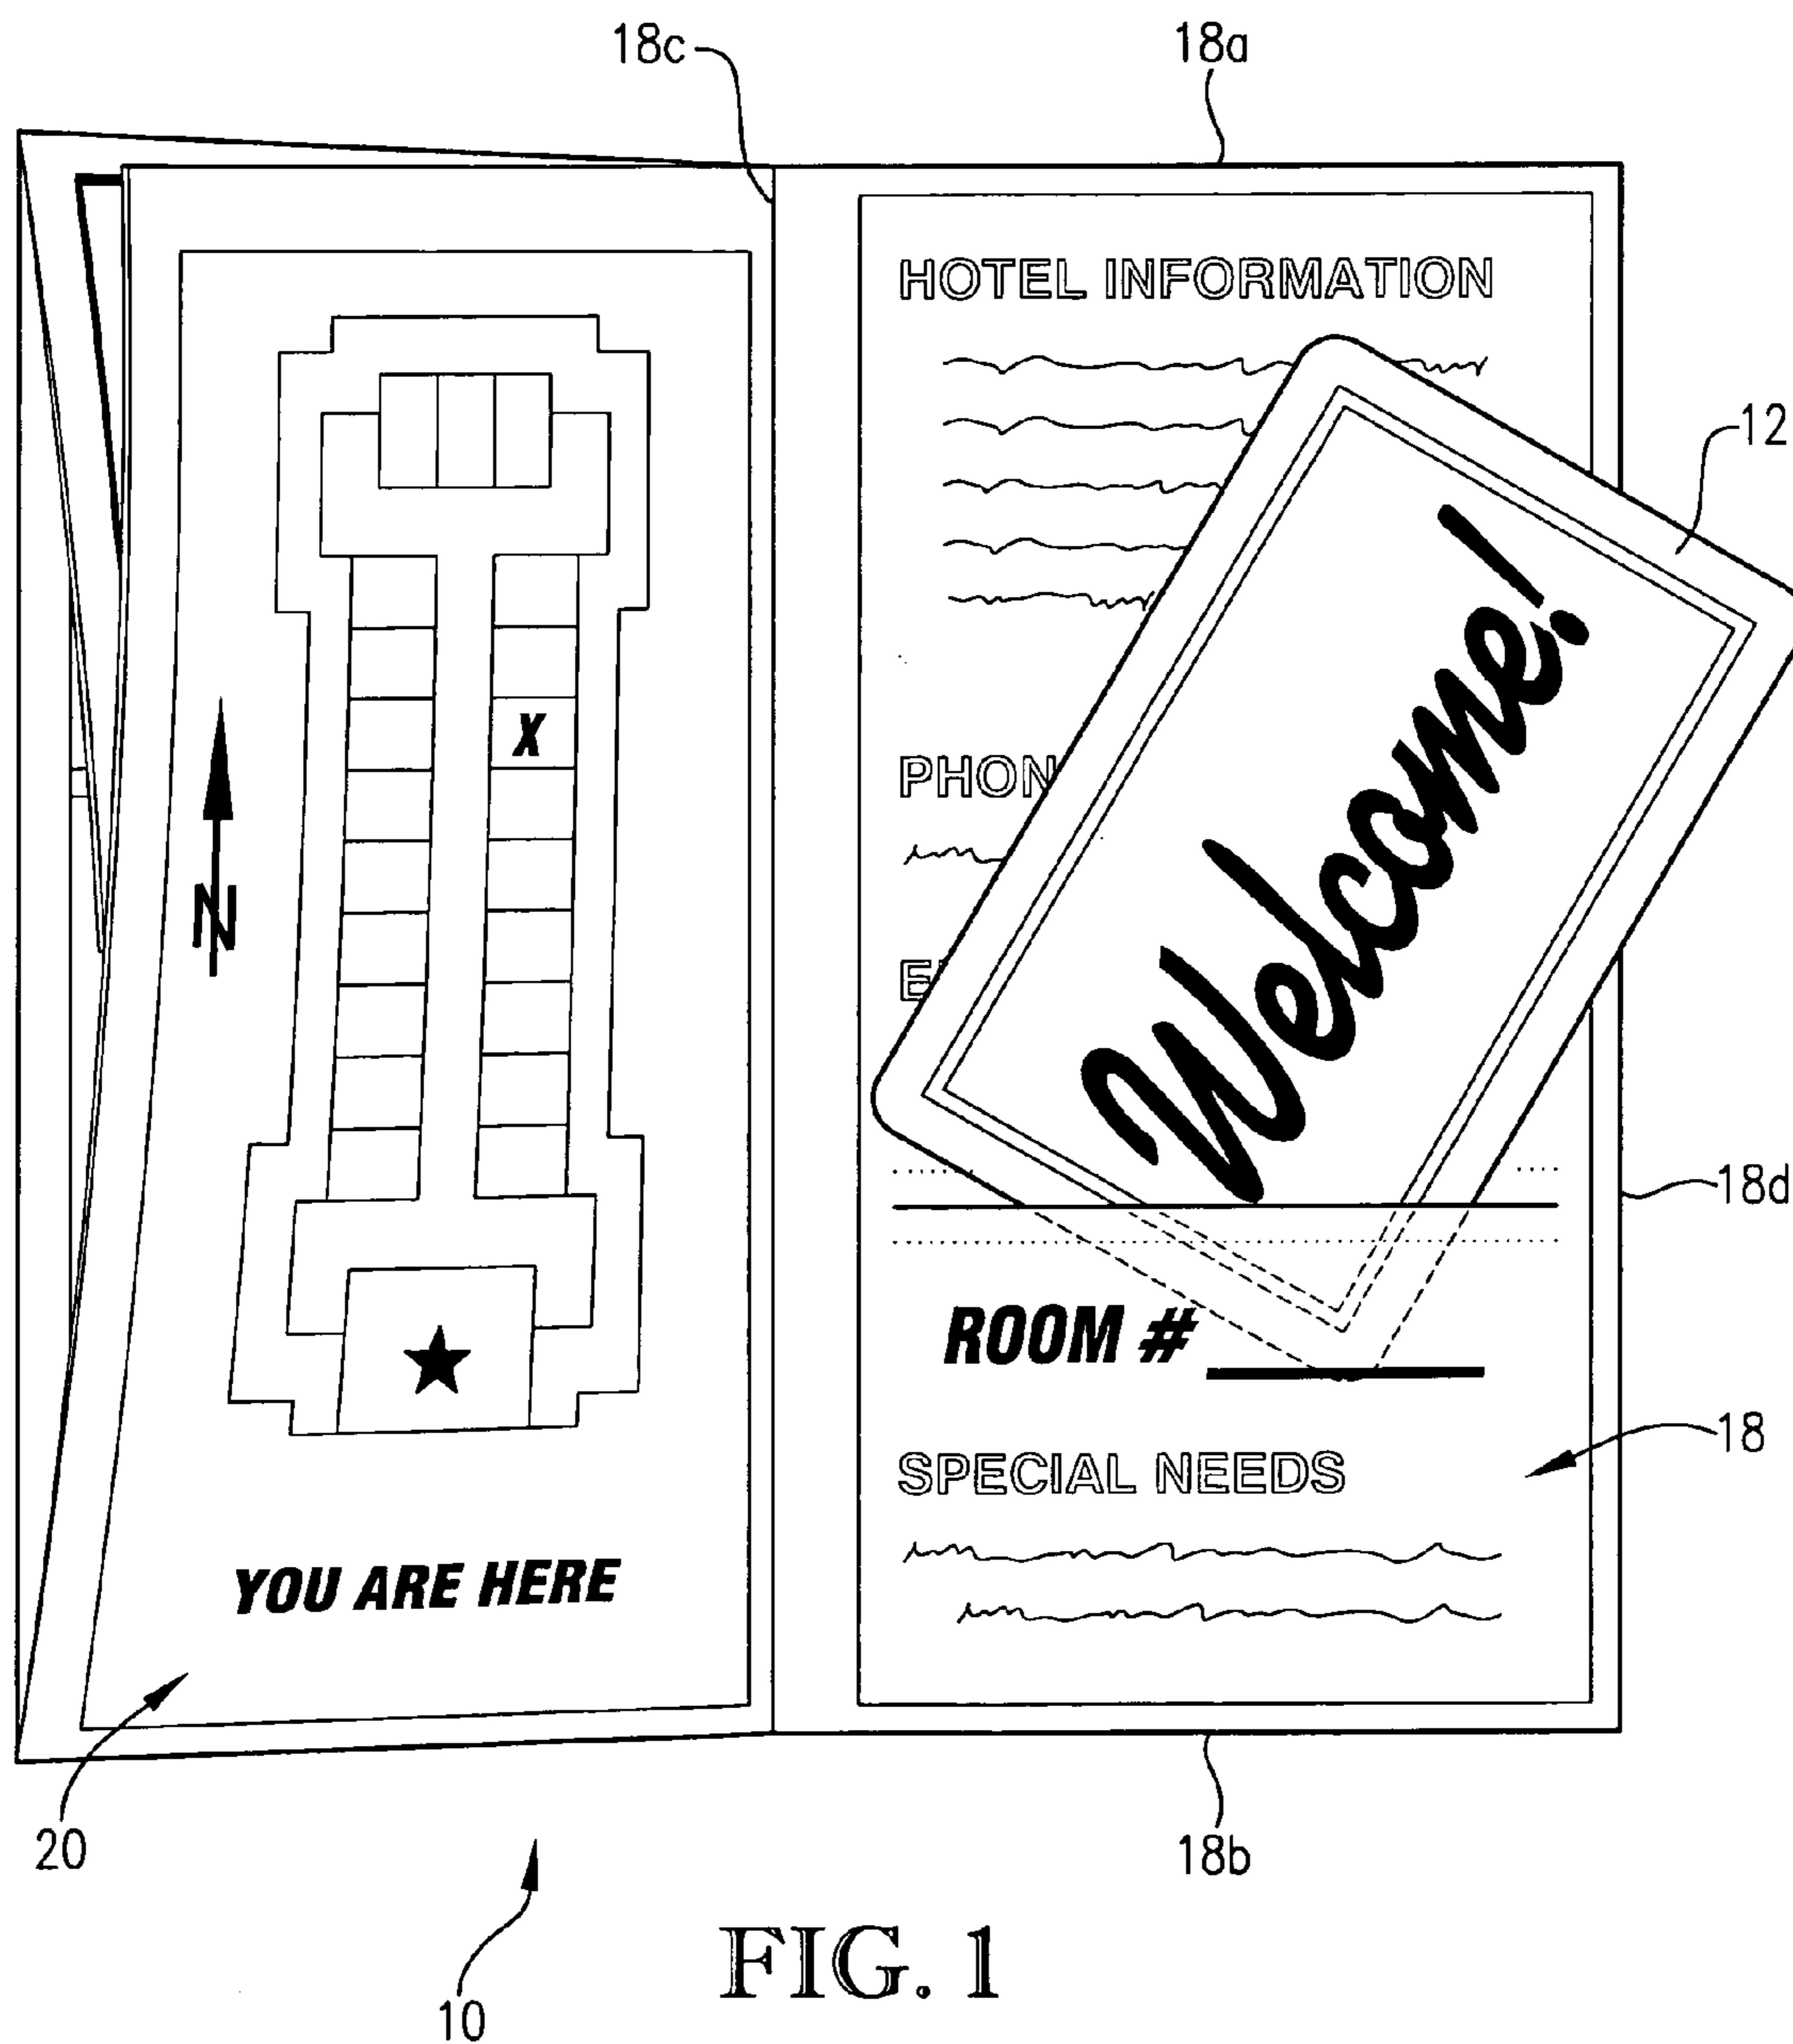 18c
18a
HOTEL INFORMATION
12
X
PHON
N
E
Welcome!
18d
ROOM #
18
SPECIAL NEEDS
YOU ARE HERE
20
18b
10
FIG. 1